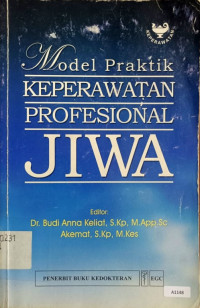 KEPERAWATAN
Model Praktik
KEPERAWATAN
PROFESIONAL
JIWA
Editor:
Dr. Budi Anna Keliat, S.Kp, M.App.Sc
Akemat, S.Kp, M.Kes
PENERBIT BUKU KEDOKTERAN
EGC